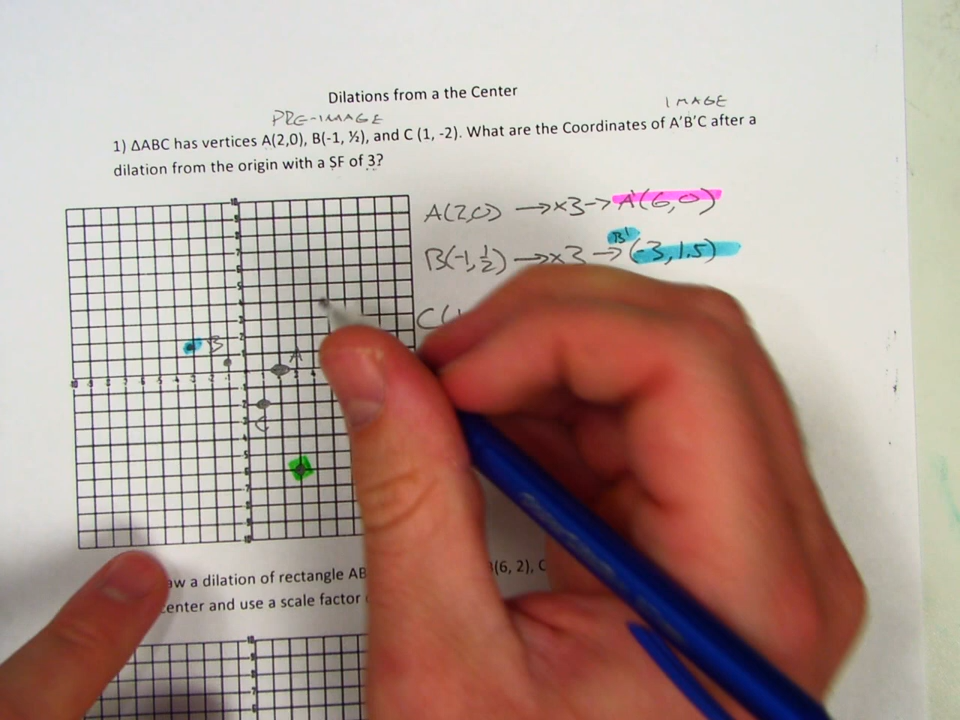 Dilations from a the Center
PRE-IMAGE
IMAGE
1) ΔABC has vertices A(2,0), B(-1, ½), and C (1, -2). What are the Coordinates of A'B'C after a
dilation from the origin with a SF of 3?
A(2,0) →x3→ A'(6,0)
B'
B(-1,½) →x3→ (-3,1.5)
C(
B
A
C
aw a dilation of rectangle AB
(6, 2), C
center and use a scale factor